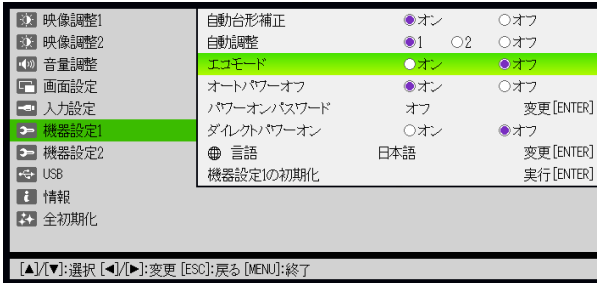 映像調整1
映像調整2
音量調整
画面設定
入力設定
機器設定1
機器設定2
USB
情報
全初期化
自動台形補正 オン オフ
自動調整 1 2 オフ
エコモード オン オフ
オートパワーオフ オン オフ
パワーオンパスワード オフ 変更[ENTER]
ダイレクトパワーオン オン オフ
言語 日本語 変更[ENTER]
機器設定1の初期化 実行[ENTER]
[▲]/[▼]:選択 [◀]/[▶]:変更 [ESC]:戻る [MENU]:終了